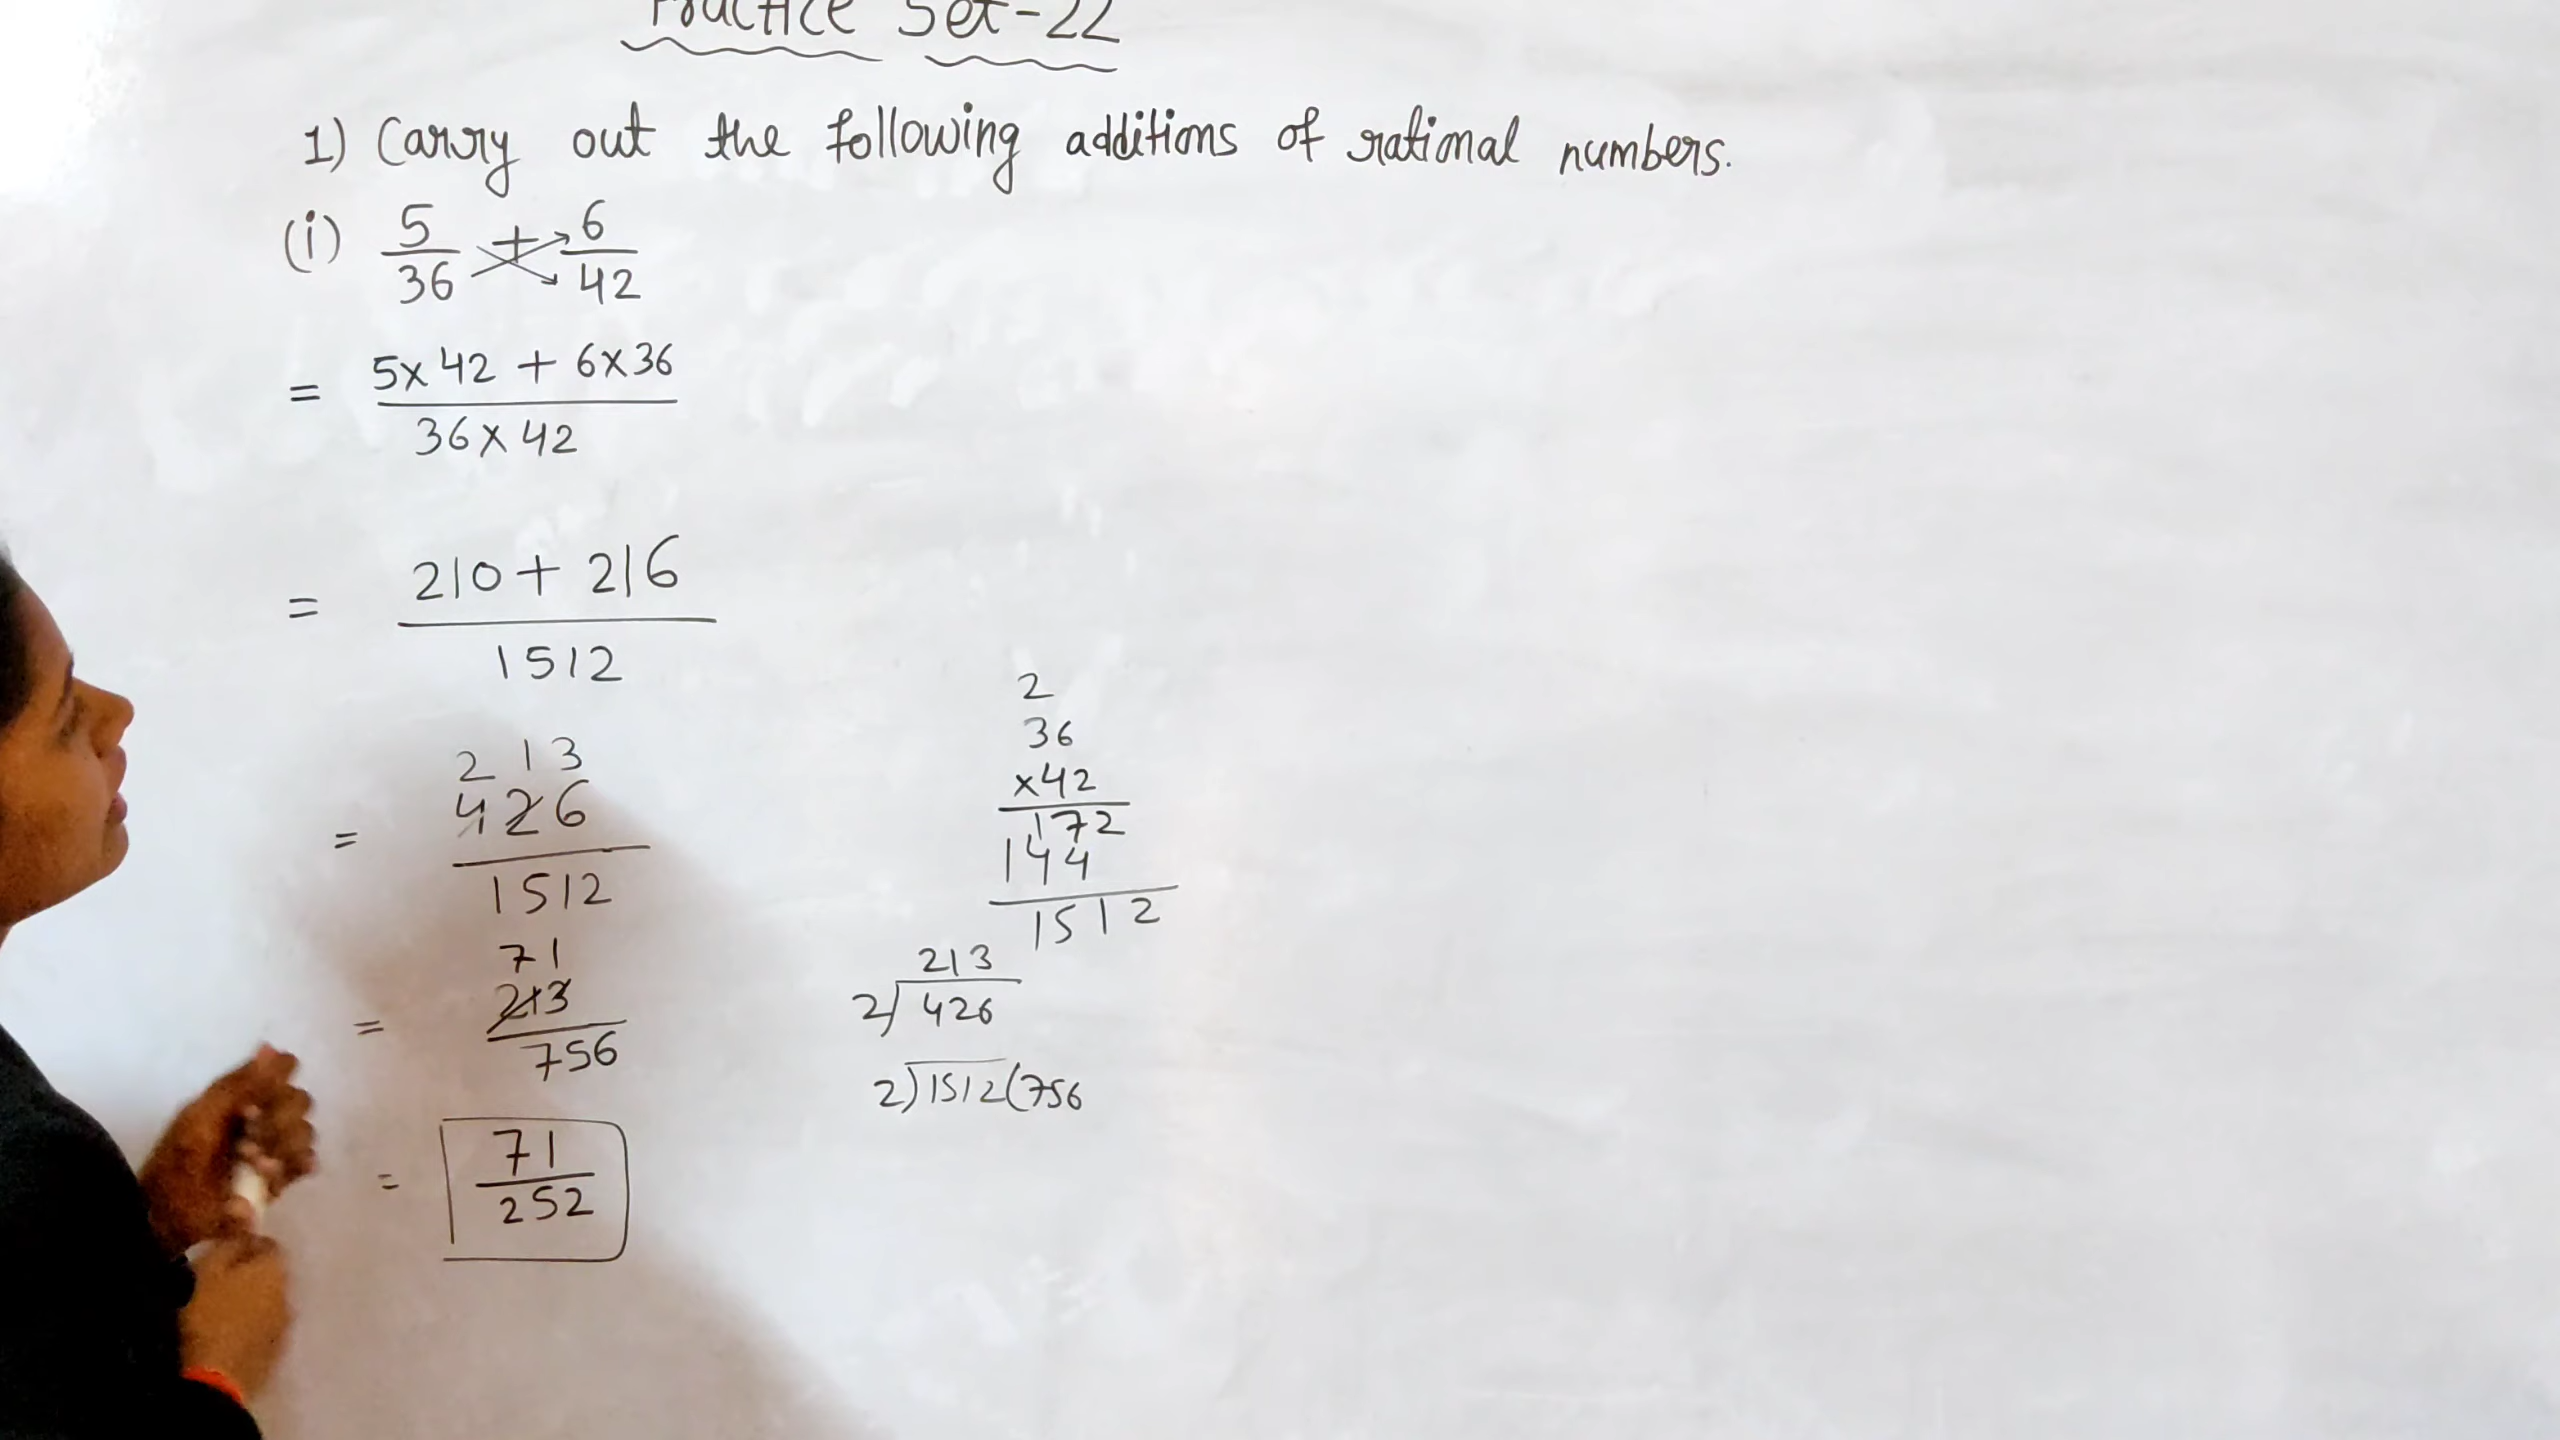 Practice Set-22
1) Carry out the following additions of rational numbers.
(i) 5/36 + 6/42
= 5x42 + 6x36 / 36x42
= 210 + 216 / 1512
213
= 426 / 1512
71
= 213 / 756
= 71 / 252
2
36
x42
172
144
1512
213
2) 426
2) 1512 (756